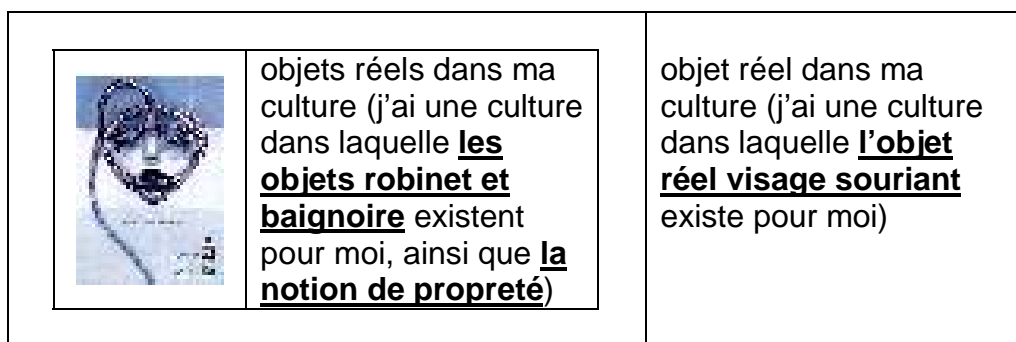 objets réels dans ma
culture (j'ai une culture
dans laquelle les
objets robinet et
baignoire existent
pour moi, ainsi que la
notion de propreté)
objet réel dans ma
culture (j'ai une culture
dans laquelle l'objet
réel visage souriant
existe pour moi)